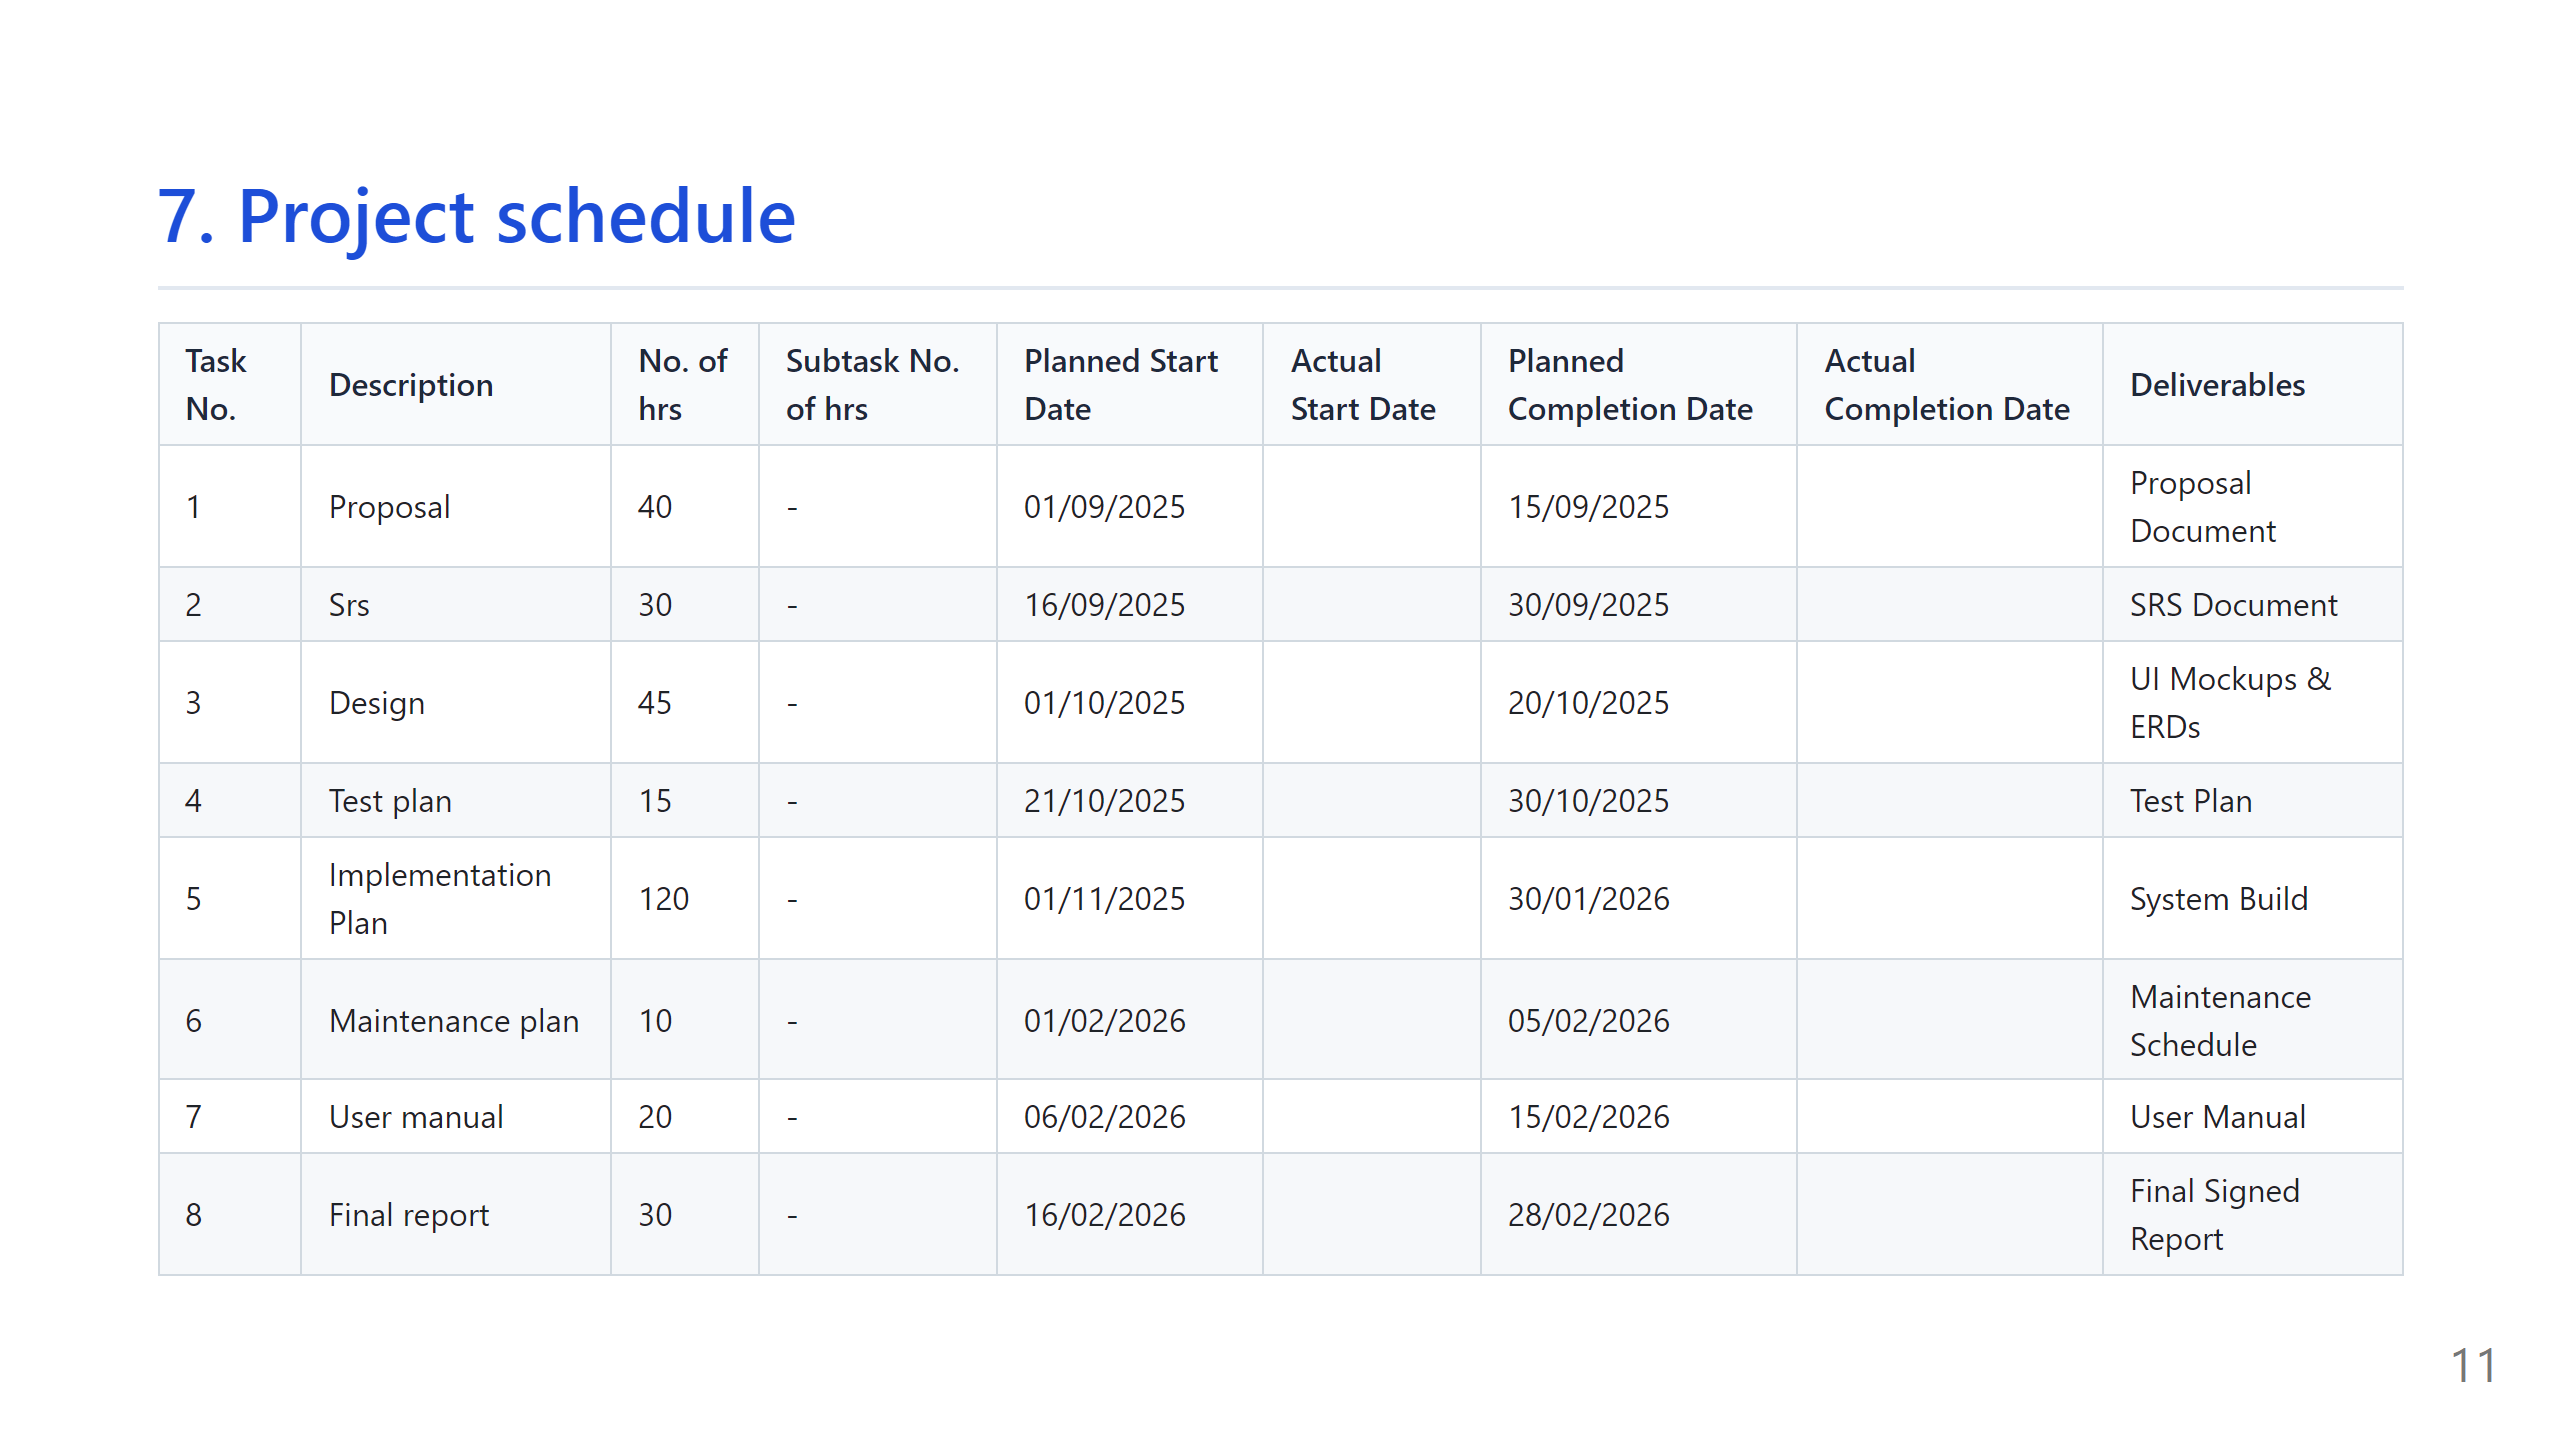 7. Project schedule
Task No. | Description | No. of hrs | Subtask No. of hrs | Planned Start Date | Actual Start Date | Planned Completion Date | Actual Completion Date | Deliverables
1 | Proposal | 40 | - | 01/09/2025 | | 15/09/2025 | | Proposal Document
2 | Srs | 30 | - | 16/09/2025 | | 30/09/2025 | | SRS Document
3 | Design | 45 | - | 01/10/2025 | | 20/10/2025 | | UI Mockups & ERDs
4 | Test plan | 15 | - | 21/10/2025 | | 30/10/2025 | | Test Plan
5 | Implementation Plan | 120 | - | 01/11/2025 | | 30/01/2026 | | System Build
6 | Maintenance plan | 10 | - | 01/02/2026 | | 05/02/2026 | | Maintenance Schedule
7 | User manual | 20 | - | 06/02/2026 | | 15/02/2026 | | User Manual
8 | Final report | 30 | - | 16/02/2026 | | 28/02/2026 | | Final Signed Report
11